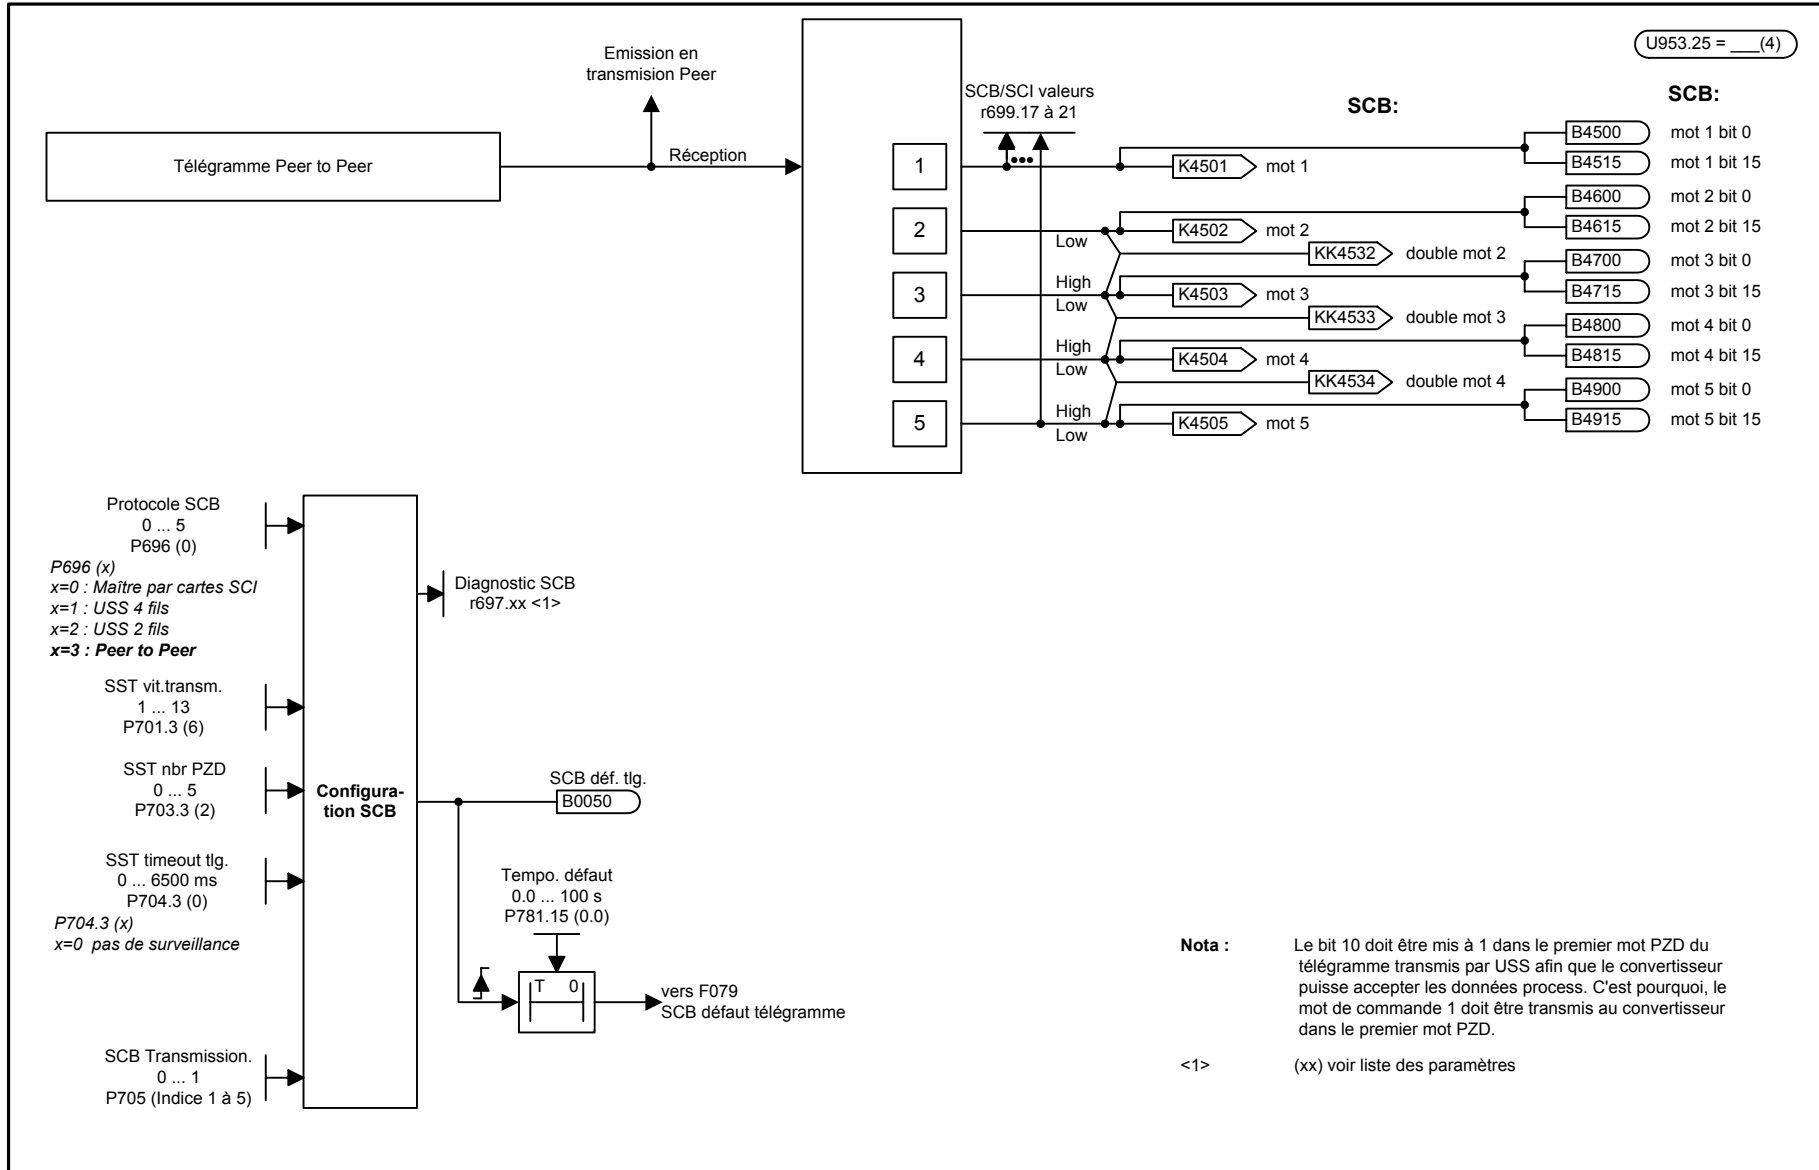 U953.25 = ___(4)
Emission en
transmision Peer
Télégramme Peer to Peer
Réception
1
2
3
4
5
SCB/SCI valeurs
r699.17 à 21
SCB:
SCB:
K4501 mot 1
B4500 mot 1 bit 0
B4515 mot 1 bit 15
Low
K4502 mot 2
B4600 mot 2 bit 0
B4615 mot 2 bit 15
KK4532 double mot 2
High
Low
K4503 mot 3
B4700 mot 3 bit 0
B4715 mot 3 bit 15
KK4533 double mot 3
High
Low
K4504 mot 4
B4800 mot 4 bit 0
B4815 mot 4 bit 15
KK4534 double mot 4
High
Low
K4505 mot 5
B4900 mot 5 bit 0
B4915 mot 5 bit 15
Protocole SCB
0 ... 5
P696 (0)
P696 (x)
x=0 : Maître par cartes SCI
x=1 : USS 4 fils
x=2 : USS 2 fils
x=3 : Peer to Peer
SST vit.transm.
1 ... 13
P701.3 (6)
SST nbr PZD
0 ... 5
P703.3 (2)
SST timeout tlg.
0 ... 6500 ms
P704.3 (0)
P704.3 (x)
x=0 pas de surveillance
SCB Transmission.
0 ... 1
P705 (Indice 1 à 5)
Configura-
tion SCB
Diagnostic SCB
r697.xx <1>
SCB déf. tlg.
B0050
Tempo. défaut
0.0 ... 100 s
P781.15 (0.0)
T 0
vers F079
SCB défaut télégramme
Nota : Le bit 10 doit être mis à 1 dans le premier mot PZD du
télégramme transmis par USS afin que le convertisseur
puisse accepter les données process. C'est pourquoi, le
mot de commande 1 doit être transmis au convertisseur
dans le premier mot PZD.
<1> (xx) voir liste des paramètres